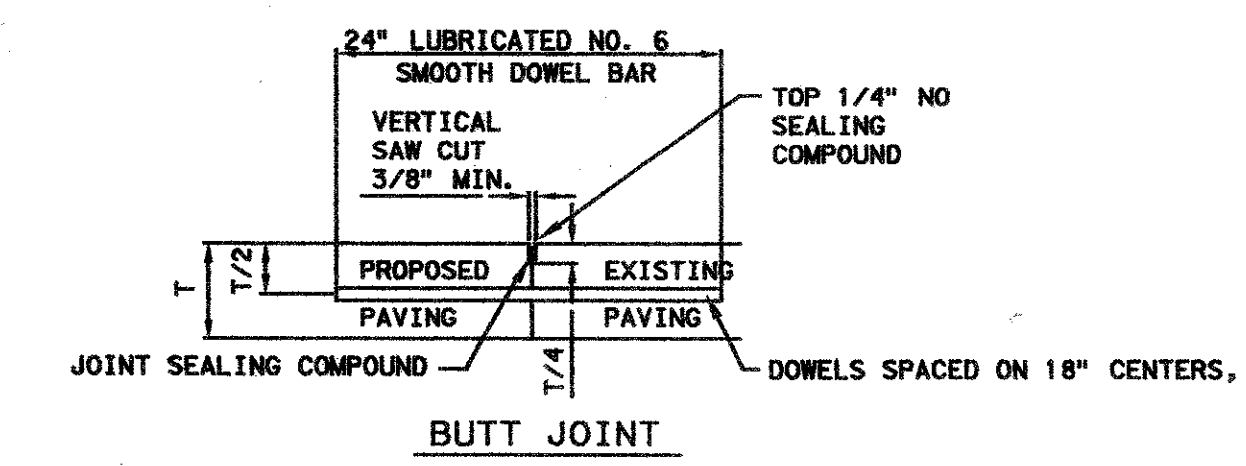 24" LUBRICATED NO. 6
SMOOTH DOWEL BAR
TOP 1/4" NO
SEALING
COMPOUND
VERTICAL
SAW CUT
3/8" MIN.
T
T/2
PROPOSED
EXISTING
PAVING
PAVING
JOINT SEALING COMPOUND
T/4
DOWELS SPACED ON 18" CENTERS,
BUTT JOINT